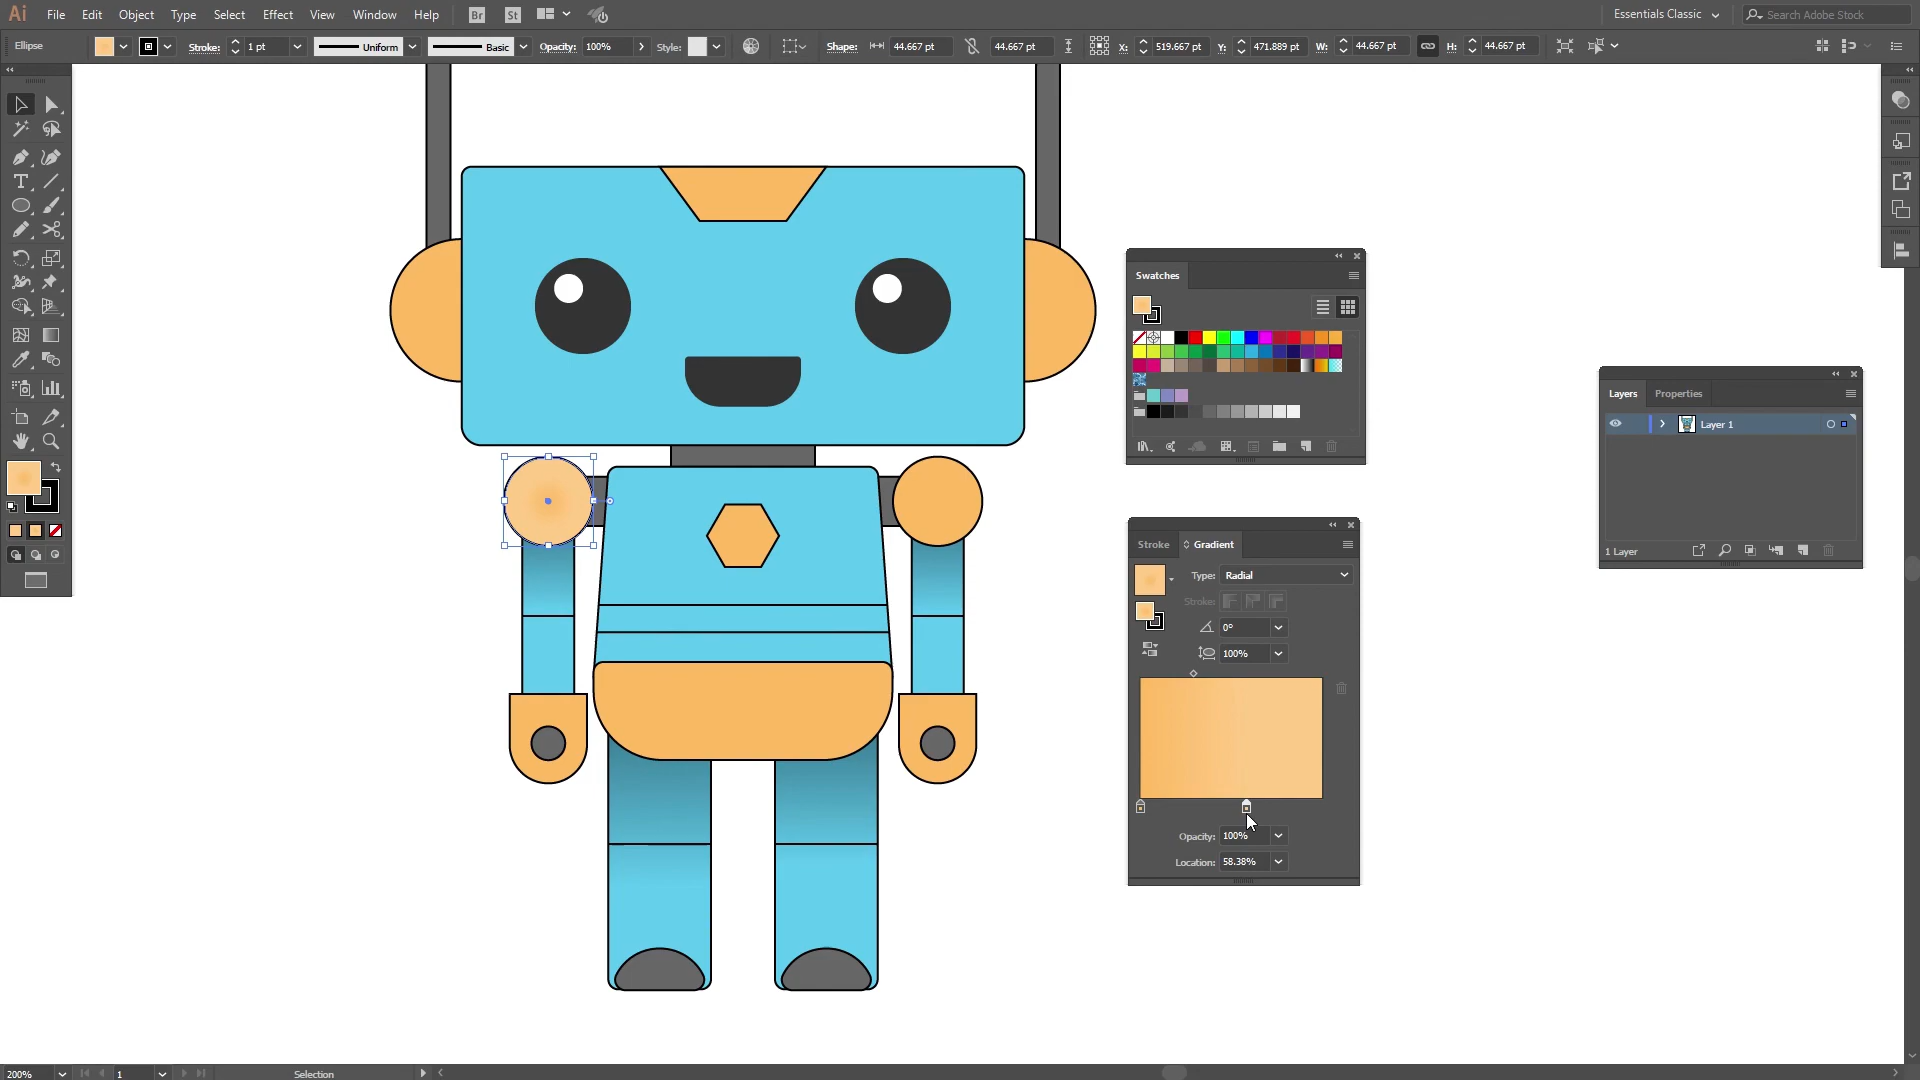 Ai File Edit Object Type Select Effect View Window Help Br St Essentials Classic Search Adobe Stock
Ellipse Stroke: 1 pt Uniform Basic Opacity: 100% Style: Shape: 44.667 pt 44.667 pt X: 519.667 pt Y: 471.889 pt W: 44.667 pt H: 44.667 pt
Swatches
Layers Properties
Layer 1
1 Layer
Stroke Gradient
Type: Radial
Stroke:
0°
100%
Opacity: 100%
Location: 58.38%
200% 1 Selection